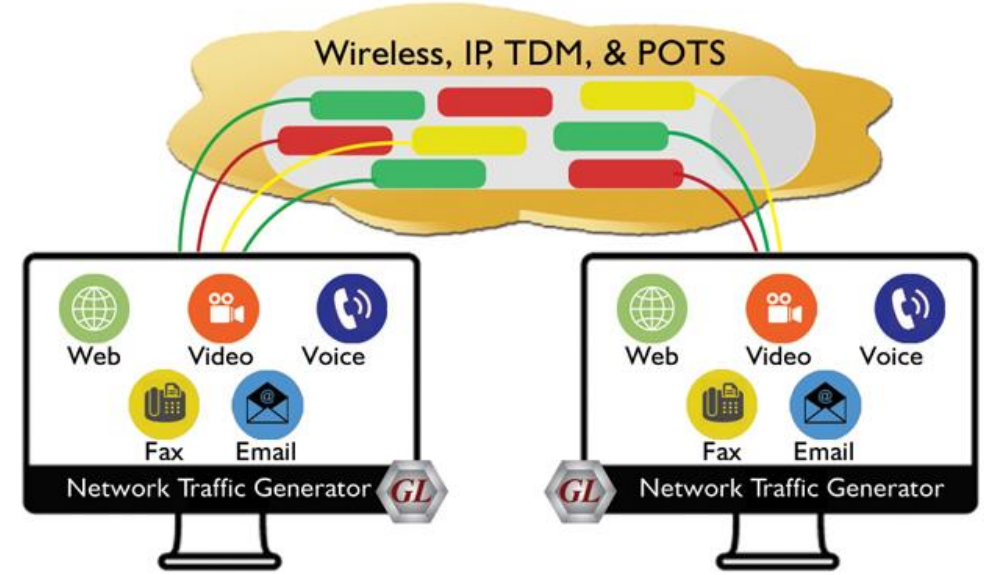 Wireless, IP, TDM, & POTS
Web Video Voice
Fax Email
Network Traffic Generator GL
Web Video Voice
Fax Email
GL Network Traffic Generator